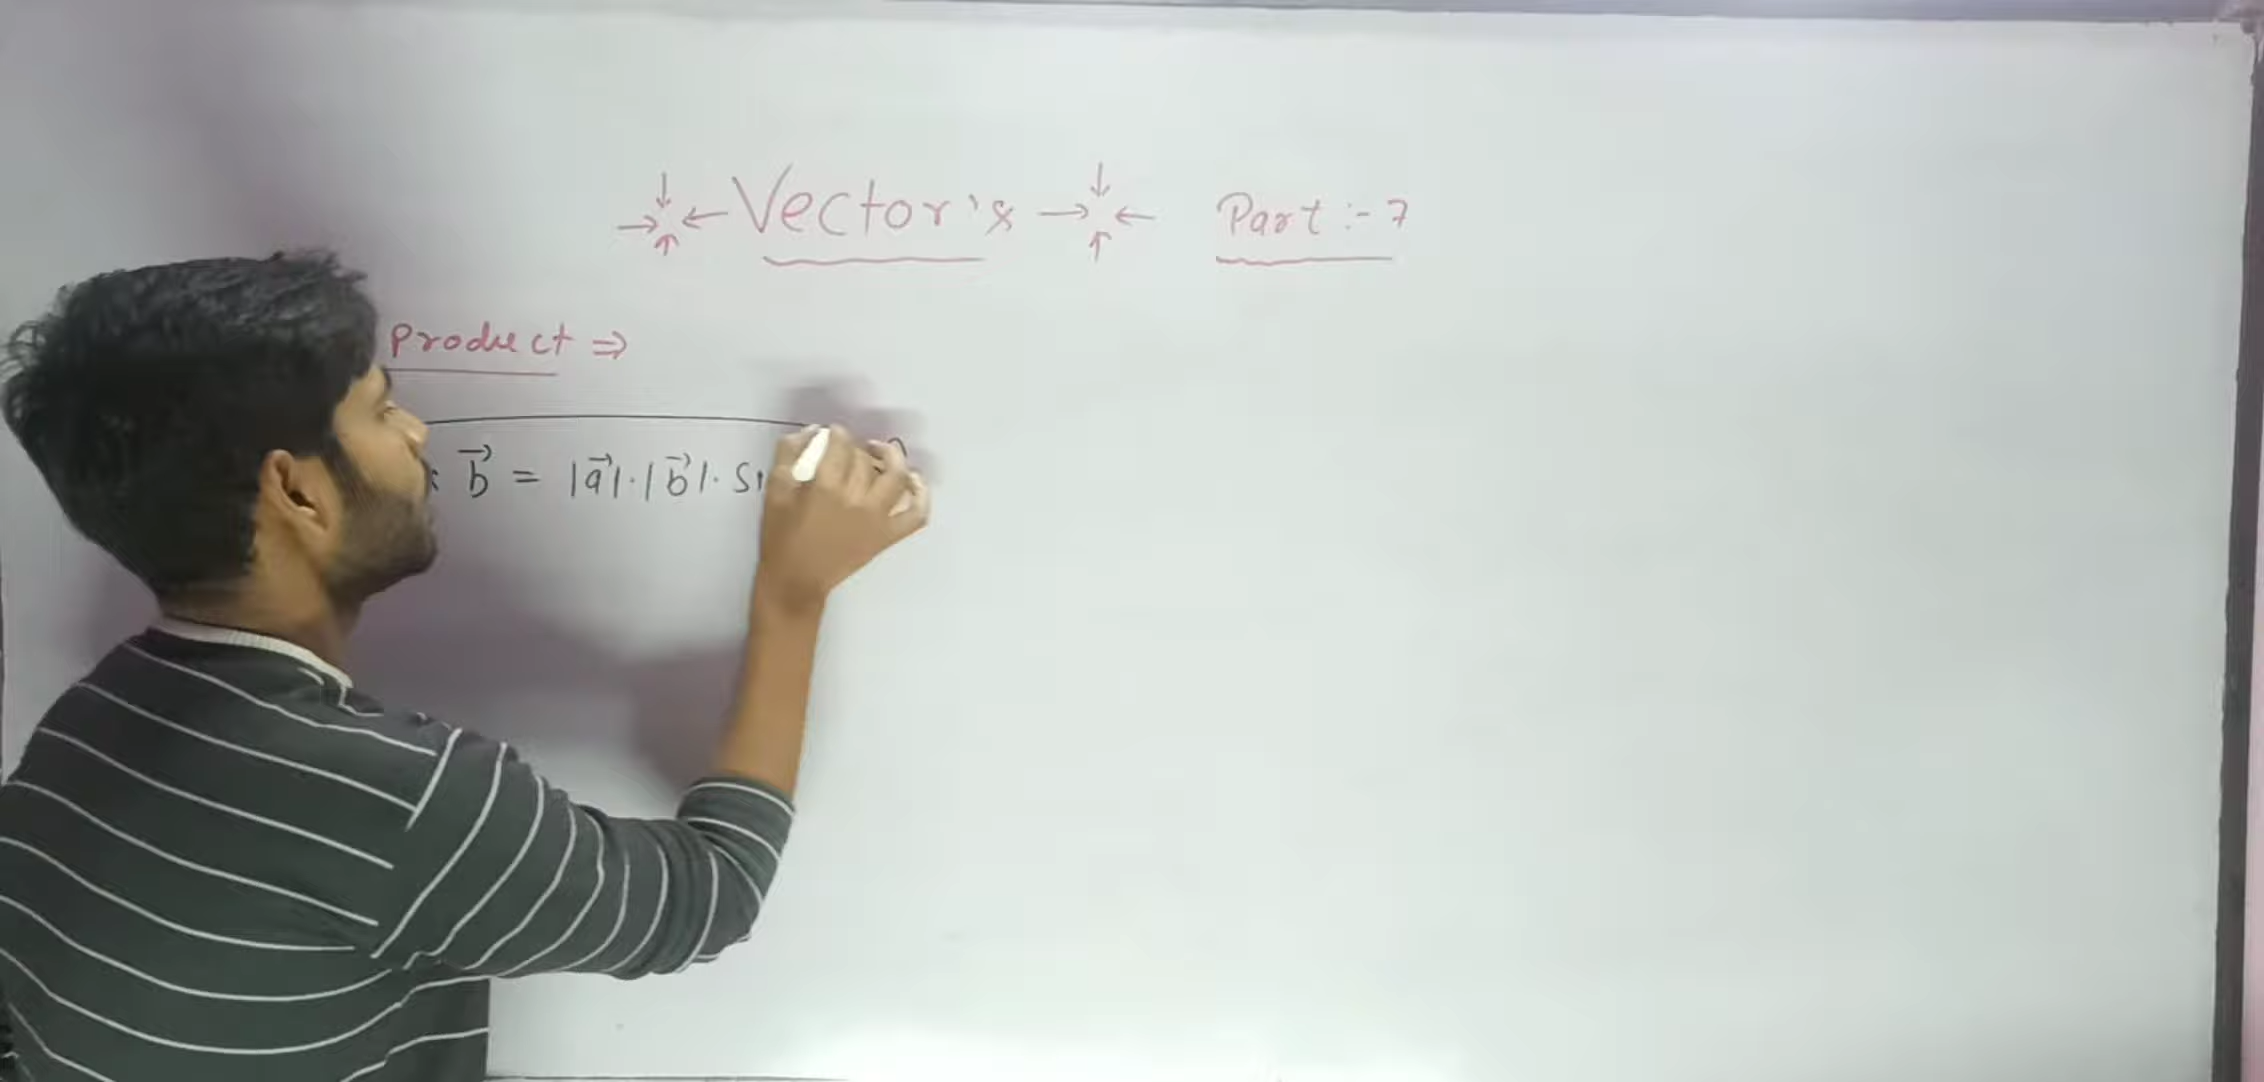 Vector's Part :- 7
Product ⇒
b⃗ = |a⃗|·|b⃗|·